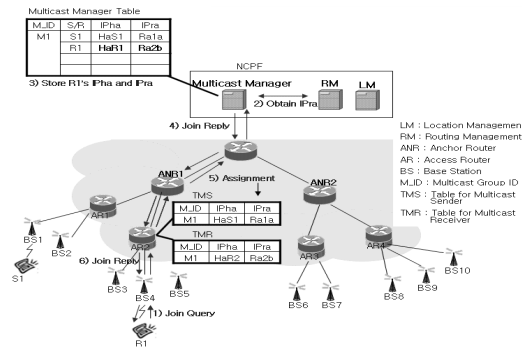 Multicast Manager Table
M_ID S/R IPha IPra
M1 S1 HaS1 Ra1a
R1 HaR1 Ra2b
3) Store R1's IPha and IPra
NCPF
Multicast Manager RM LM
2) Obtain IPra
4) Join Reply
LM : Location Managemen
RM : Routing Management
ANR : Anchor Router
AR : Access Router
BS : Base Station
M_ID : Multicast Group ID
TMS : Table for Multicast
Sender
TMR : Table for Multicast
Receiver
ANR1
5) Assignment
ANR2
TMS
M_ID IPha IPra
M1 HaS1 Ra1a
TMR
M_ID IPha IPra
M1 HaR2 Ra2b
AR1
AR2
AR3
AR4
BS1
BS2
S1
6) Join Reply
BS3
BS4
BS5
BS6
BS7
BS8
BS9
BS10
1) Join Query
R1